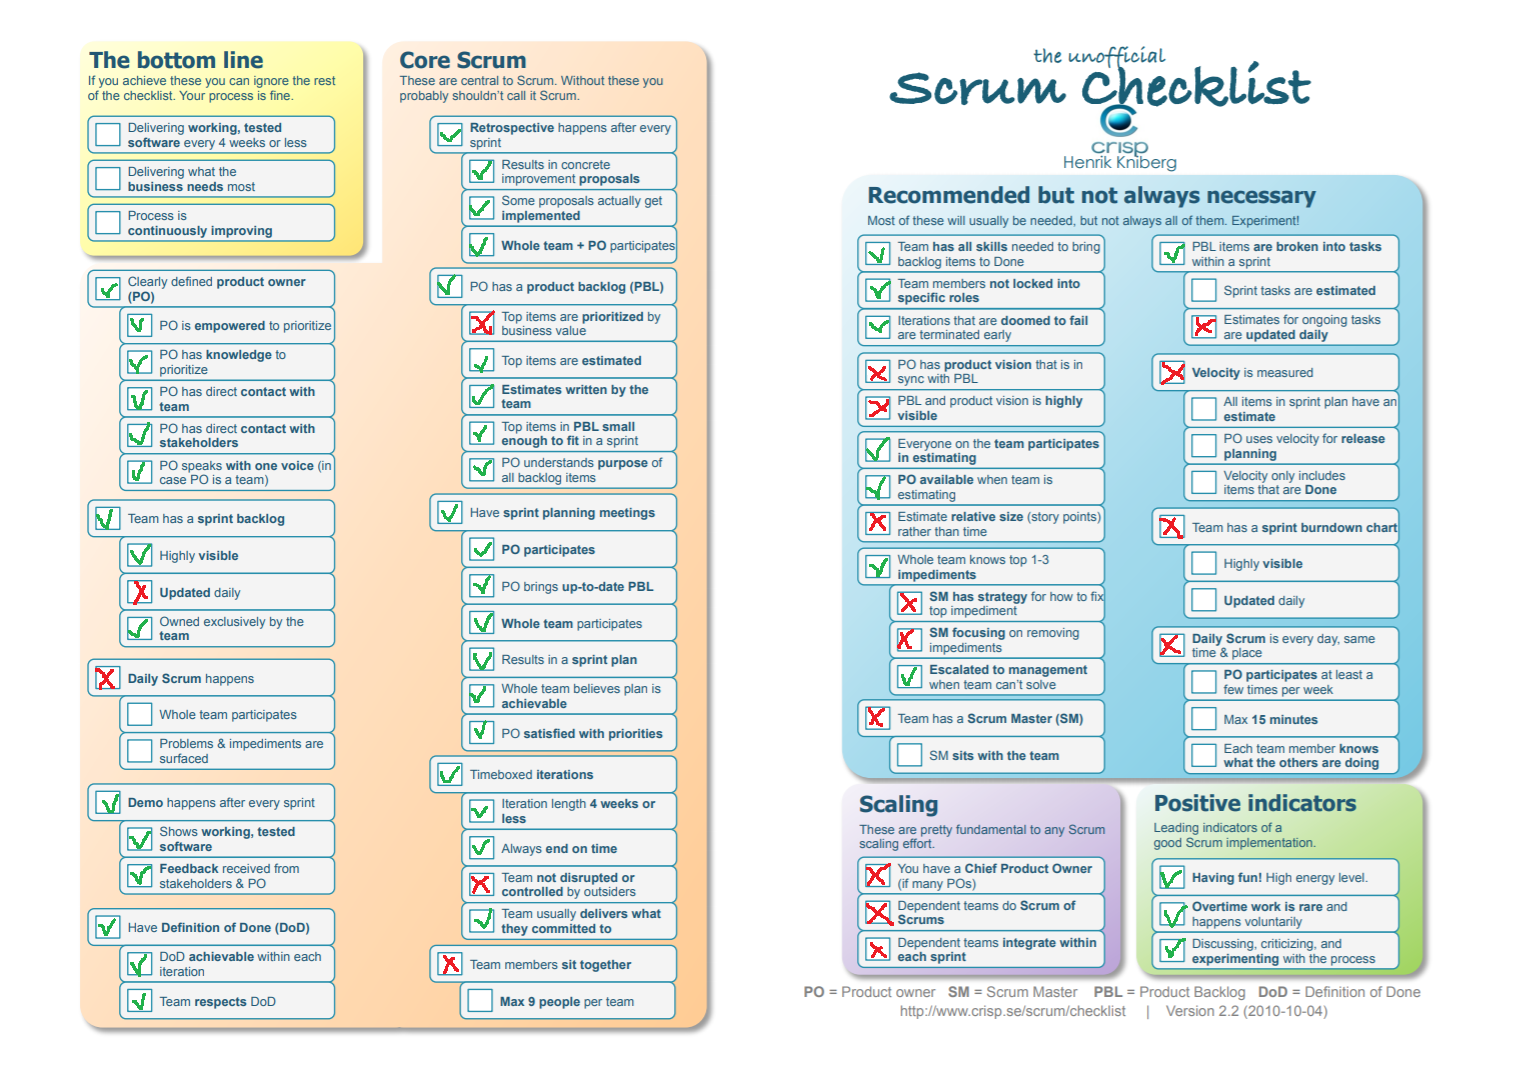 The bottom line
If you achieve these you can ignore the rest
of the checklist. Your process is fine.
Delivering working, tested
software every 4 weeks or less
Delivering what the
business needs most
Process is
continuously improving
Clearly defined product owner
(PO)
PO is empowered to prioritize
PO has knowledge to
prioritize
PO has direct contact with
team
PO has direct contact with
stakeholders
PO speaks with one voice (in
case PO is a team)
Team has a sprint backlog
Highly visible
Updated daily
Owned exclusively by the
team
Daily Scrum happens
Whole team participates
Problems & impediments are
surfaced
Demo happens after every sprint
Shows working, tested
software
Feedback received from
stakeholders & PO
Have Definition of Done (DoD)
DoD achievable within each
iteration
Team respects DoD
Core Scrum
These are central to Scrum. Without these you
probably shouldn't call it Scrum.
Retrospective happens after every
sprint
Results in concrete
improvement proposals
Some proposals actually get
implemented
Whole team + PO participates
PO has a product backlog (PBL)
Top items are prioritized by
business value
Top items are estimated
Estimates written by the
team
Top items in PBL small
enough to fit in a sprint
PO understands purpose of
all backlog items
Have sprint planning meetings
PO participates
PO brings up-to-date PBL
Whole team participates
Results in a sprint plan
Whole team believes plan is
achievable
PO satisfied with priorities
Timeboxed iterations
Iteration length 4 weeks or
less
Always end on time
Team not disrupted or
controlled by outsiders
Team usually delivers what
they committed to
Team members sit together
Max 9 people per team
the unofficial
Scrum Checklist
crisp
Henrik Kniberg
Recommended but not always necessary
Most of these will usually be needed, but not always all of them. Experiment!
Team has all skills needed to bring
backlog items to Done
Team members not locked into
specific roles
Iterations that are doomed to fail
are terminated early
PO has product vision that is in
sync with PBL
PBL and product vision is highly
visible
Everyone on the team participates
in estimating
PO available when team is
estimating
Estimate relative size (story points)
rather than time
Whole team knows top 1-3
impediments
SM has strategy for how to fix
top impediment
SM focusing on removing
impediments
Escalated to management
when team can't solve
Team has a Scrum Master (SM)
SM sits with the team
PBL items are broken into tasks
within a sprint
Sprint tasks are estimated
Estimates for ongoing tasks
are updated daily
Velocity is measured
All items in sprint plan have an
estimate
PO uses velocity for release
planning
Velocity only includes
items that are Done
Team has a sprint burndown chart
Highly visible
Updated daily
Daily Scrum is every day, same
time & place
PO participates at least a
few times per week
Max 15 minutes
Each team member knows
what the others are doing
Scaling
These are pretty fundamental to any Scrum
scaling effort.
You have a Chief Product Owner
(if many POs)
Dependent teams do Scrum of
Scrums
Dependent teams integrate within
each sprint
Positive indicators
Leading indicators of a
good Scrum implementation.
Having fun! High energy level.
Overtime work is rare and
happens voluntarily
Discussing, criticizing, and
experimenting with the process
PO = Product owner SM = Scrum Master PBL = Product Backlog DoD = Definition of Done
http://www.crisp.se/scrum/checklist | Version 2.2 (2010-10-04)